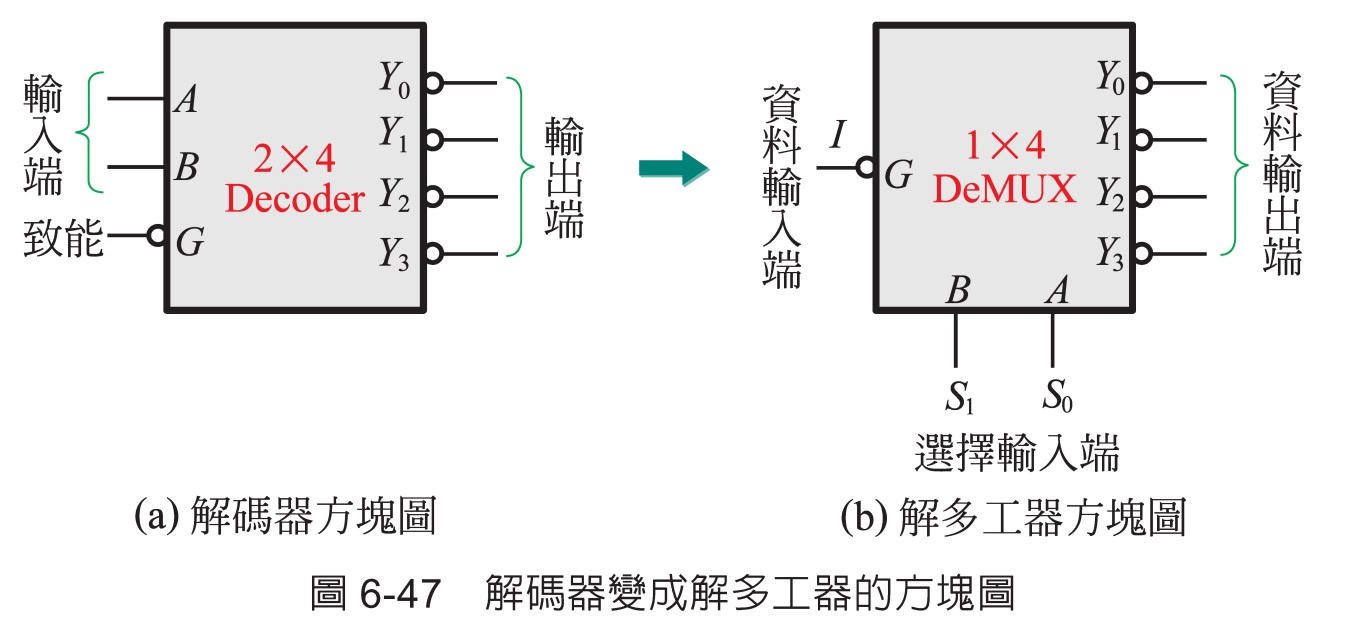 輸入端
A
B
致能
G
2×4
Decoder
Y0
Y1
Y2
Y3
輸出端
資料輸入端
I
G
1×4
DeMUX
Y0
Y1
Y2
Y3
B A
S1 S0
選擇輸入端
資料輸出端
(a) 解碼器方塊圖
(b) 解多工器方塊圖
圖 6-47 解碼器變成解多工器的方塊圖